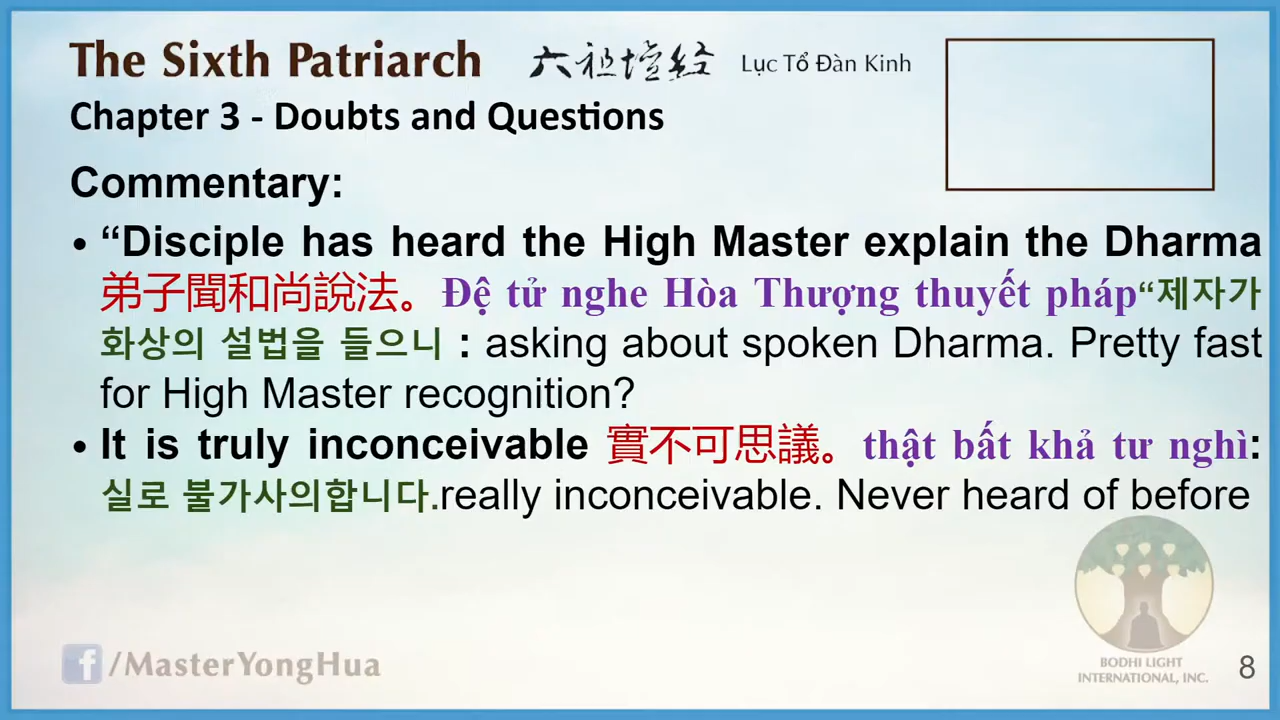 The Sixth Patriarch 六祖壇経 Lục Tổ Đàn Kinh
Chapter 3 - Doubts and Questions
Commentary:
• “Disciple has heard the High Master explain the Dharma
弟子聞和尚說法。Đệ tử nghe Hòa Thượng thuyết pháp“제자가
화상의 설법을 들으니 : asking about spoken Dharma. Pretty fast
for High Master recognition?
• It is truly inconceivable 實不可思議。thật bất khả tư nghì:
실로 불가사의합니다.really inconceivable. Never heard of before
BODHI LIGHT
INTERNATIONAL, INC.
f/MasterYongHua
8